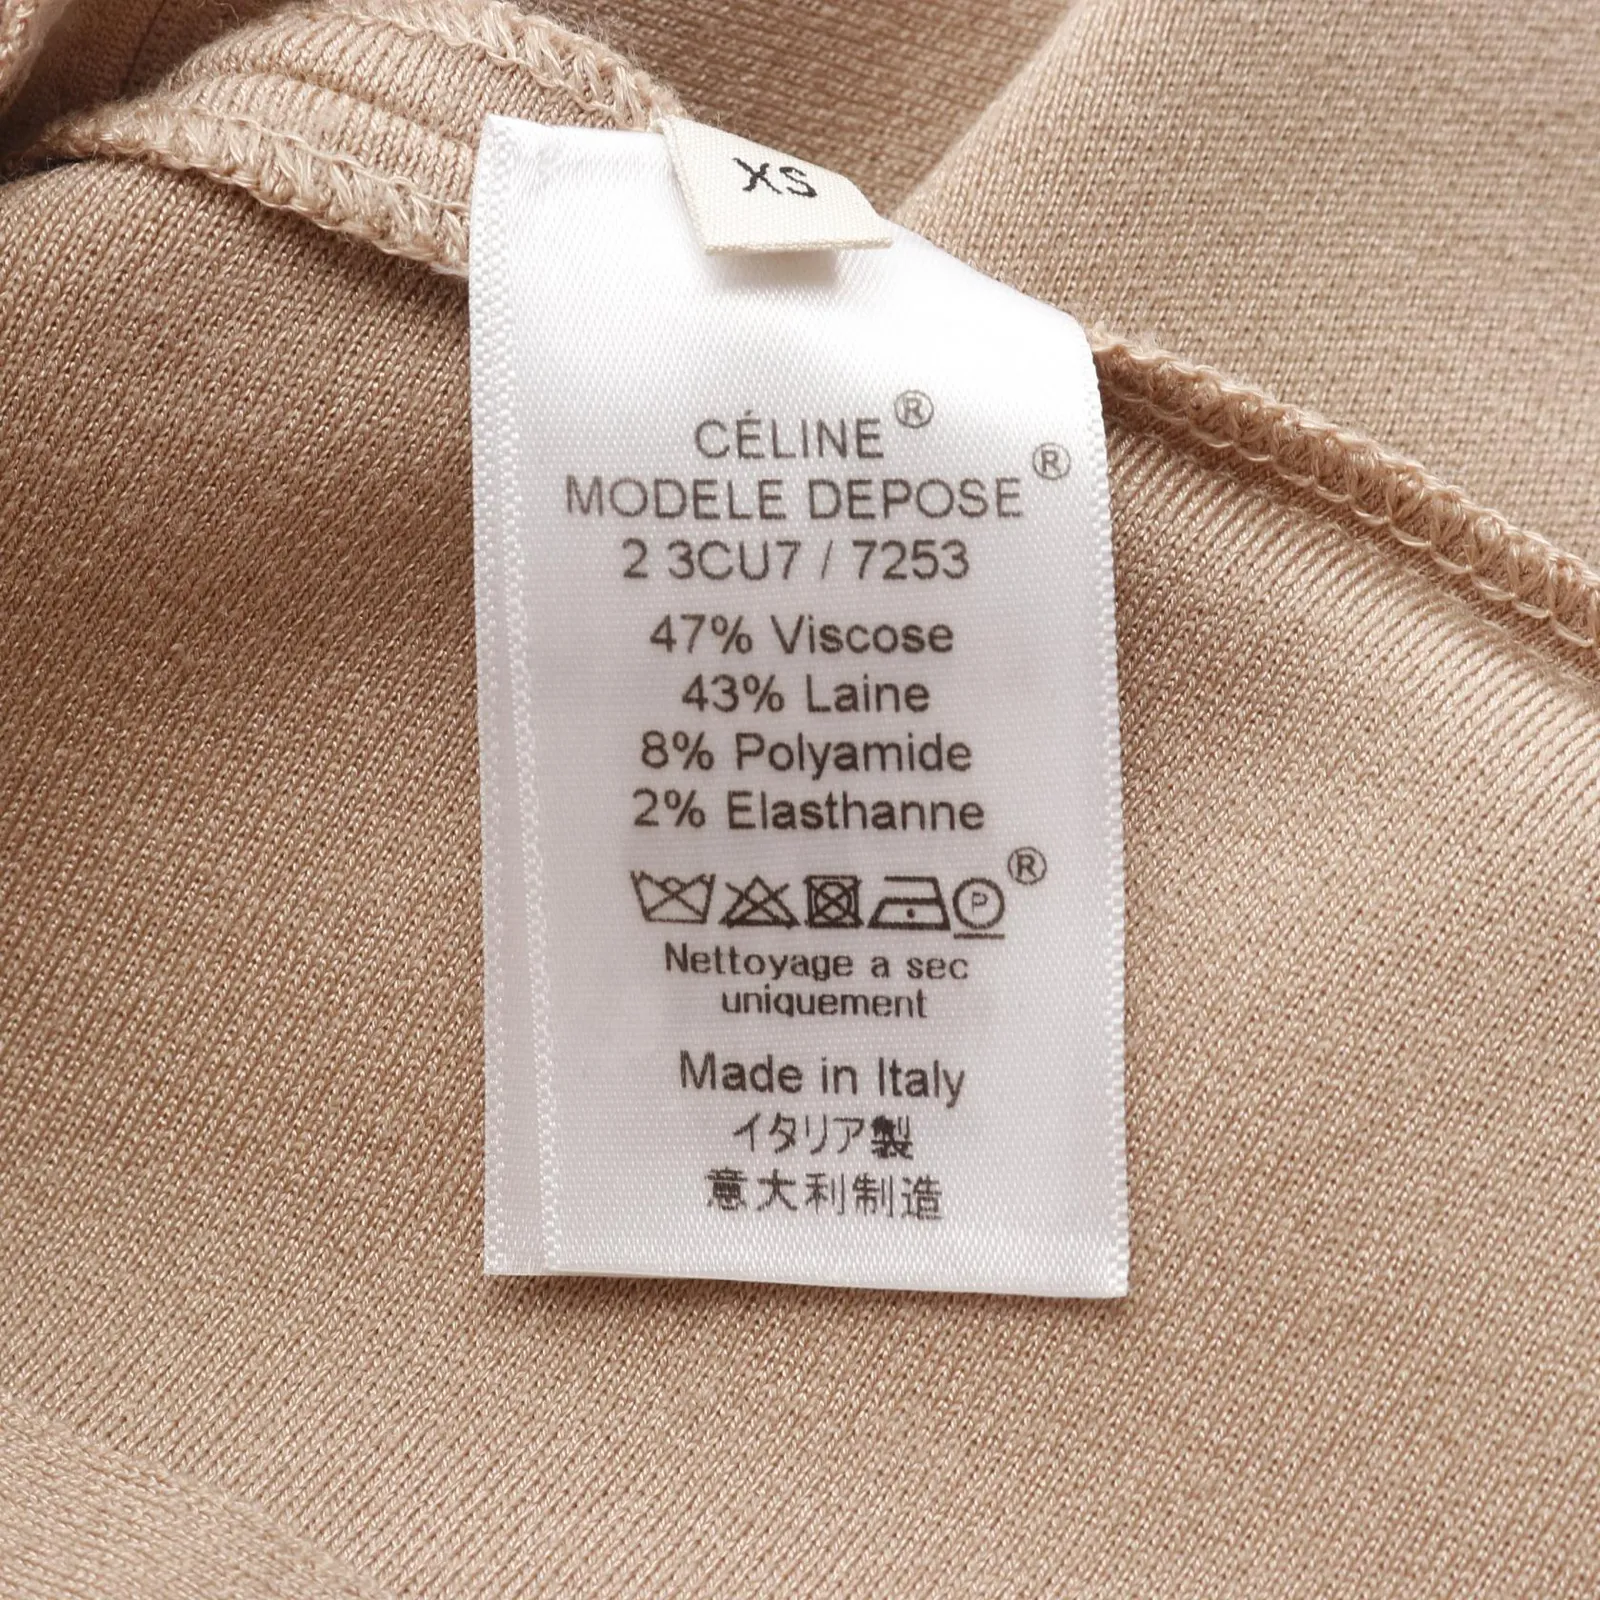 XS
CÉLINE®
MODELE DEPOSE®
2 3CU7 / 7253
47% Viscose
43% Laine
8% Polyamide
2% Elasthanne
P ®
Nettoyage a sec
uniquement
Made in Italy
イタリア製
意大利制造